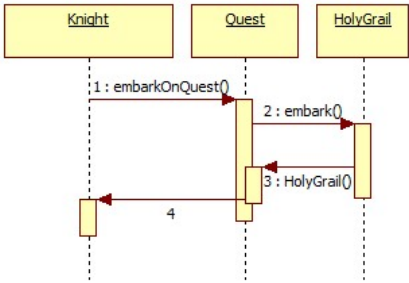 Knight
Quest
HolyGrail
1 : embarkOnQuest()
2 : embark()
3 : HolyGrail()
4